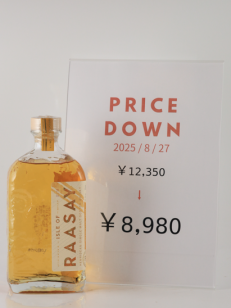 PRICE
DOWN
2025/8/27
￥12,350
↓
￥8,980
ISLE OF
RAASAY